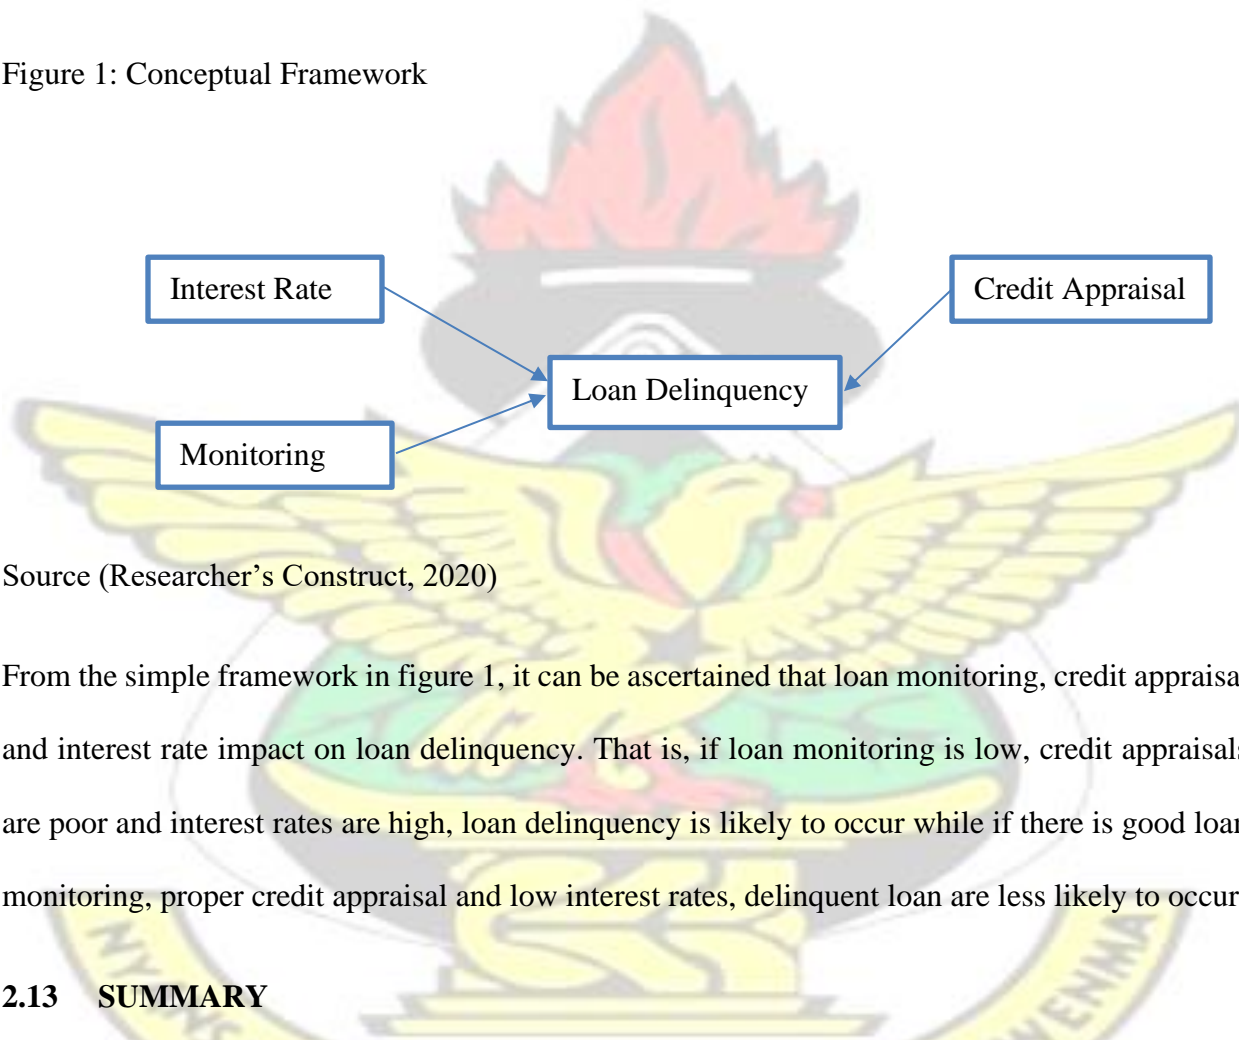 Figure 1: Conceptual Framework
Interest Rate
Credit Appraisal
Loan Delinquency
Monitoring
Source (Researcher’s Construct, 2020)
From the simple framework in figure 1, it can be ascertained that loan monitoring, credit appraisa
and interest rate impact on loan delinquency. That is, if loan monitoring is low, credit appraisals
are poor and interest rates are high, loan delinquency is likely to occur while if there is good loan
monitoring, proper credit appraisal and low interest rates, delinquent loan are less likely to occur
2.13 SUMMARY